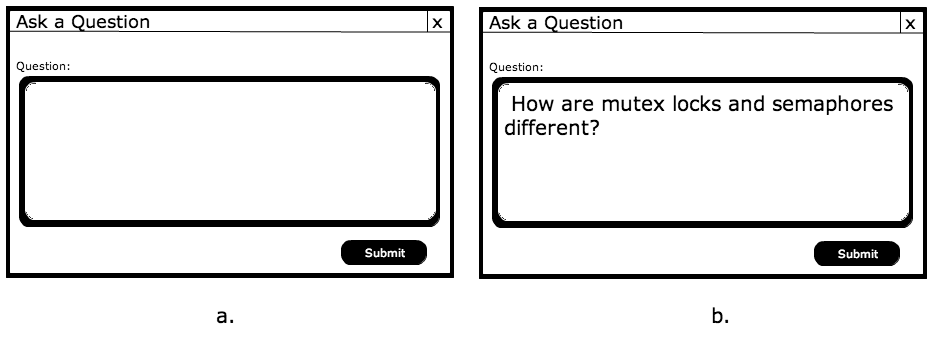 Ask a Question x
Question:
Submit
a.
Ask a Question x
Question:
How are mutex locks and semaphores
different?
Submit
b.